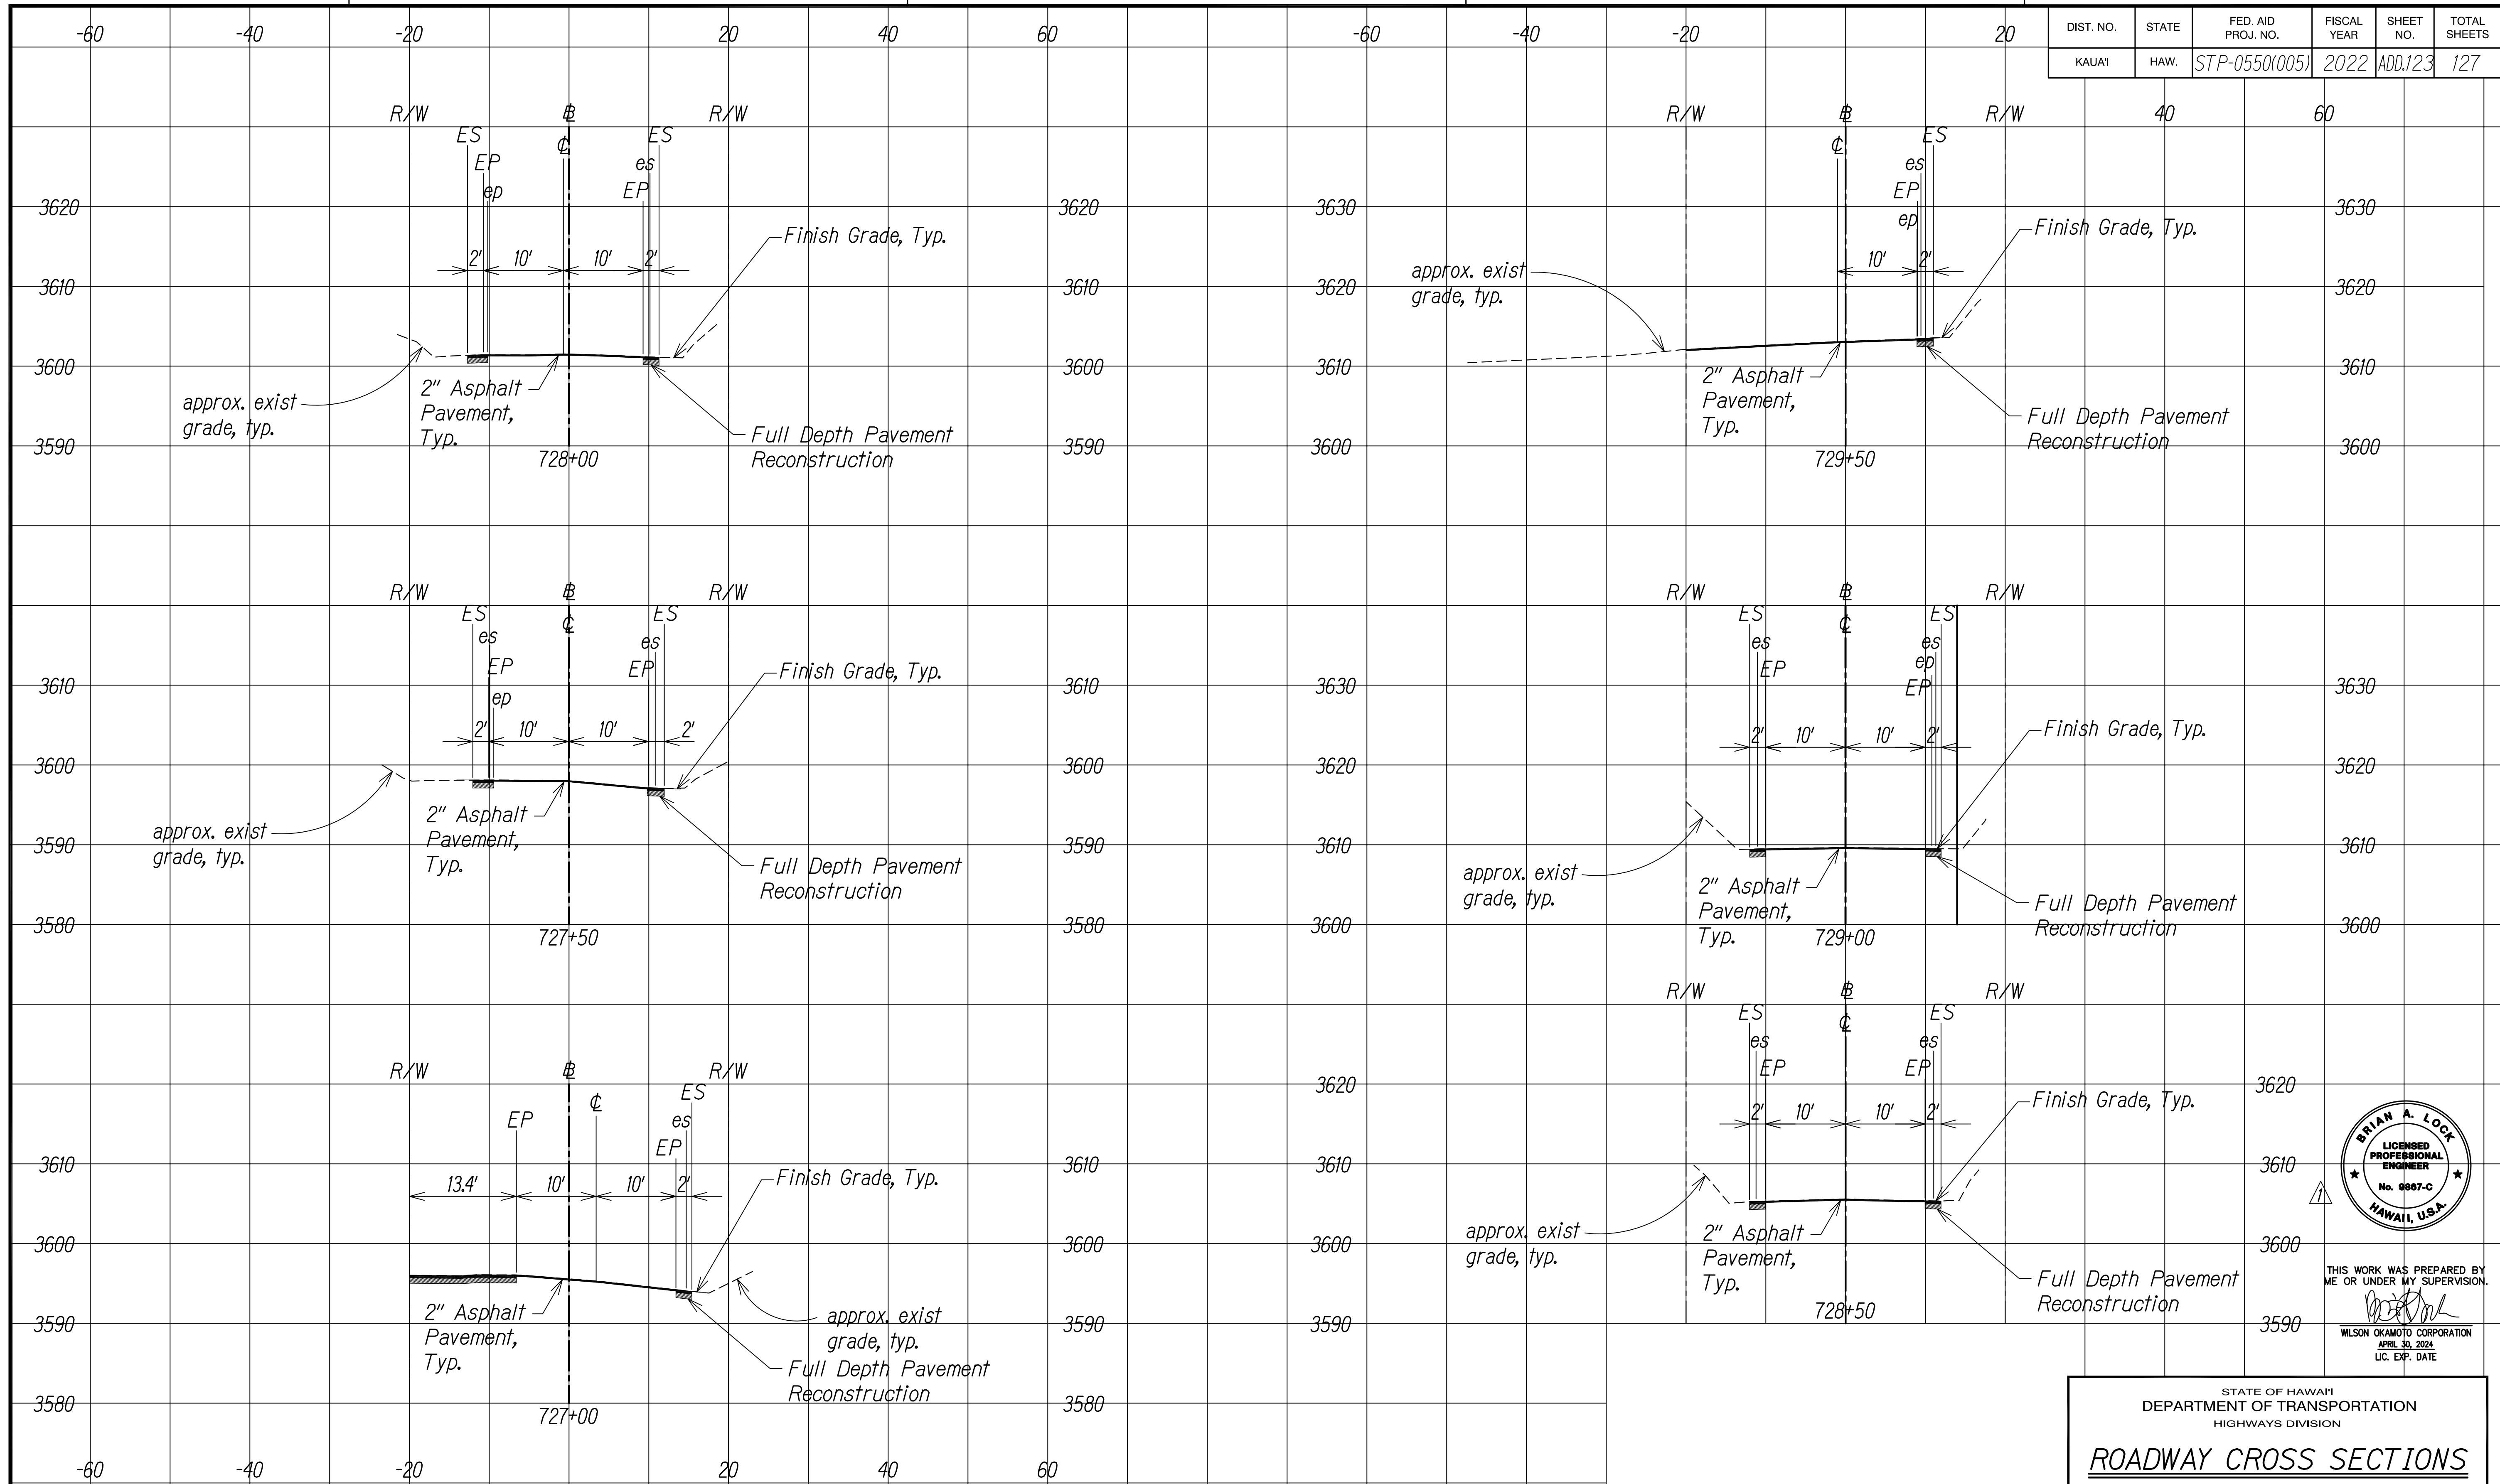 -60 -40 -20 20 40 60 -60 -40 -20 20
DIST. NO. STATE FED. AID PROJ. NO. FISCAL YEAR SHEET NO. TOTAL SHEETS
KAUA'I HAW. STP-0550(005) 2022 ADD.123 127
R/W ℄ R/W
B
ES
EP
ep
℄
ES
es
EP
3620 3620
Finish Grade, Typ.
2' 10' 10' 2'
3610 3610
3600 3600
approx. exist
grade, typ.
2" Asphalt
Pavement,
Typ.
Full Depth Pavement
Reconstruction
3590 3590
728+00
R/W B R/W 40 60
℄
ES
es
EP
ep
3630 3630
Finish Grade, Typ.
10' 2'
approx. exist
grade, typ.
3620 3620
3610 3610
2" Asphalt
Pavement,
Typ.
Full Depth Pavement
Reconstruction
3600 3600
729+50
R/W B R/W
ES
es
EP
ep
℄
ES
es
EP
Finish Grade, Typ.
3610 3610
2' 10' 10' 2'
3600 3600
2" Asphalt
Pavement,
Typ.
approx. exist
grade, typ.
3590 3590
Full Depth Pavement
Reconstruction
3580 3580
727+50
R/W B R/W
ES
es
EP
℄
ES
es
ep
EP
3630 3630
Finish Grade, Typ.
2' 10' 10' 2'
3620 3620
3610 3610
approx. exist
grade, typ.
2" Asphalt
Pavement,
Typ.
Full Depth Pavement
Reconstruction
3600 3600
729+00
R/W B R/W
EP
℄
ES
es
EP
3610 3610
Finish Grade, Typ.
13.4' 10' 10' 2'
3600 3600
2" Asphalt
Pavement,
Typ.
approx. exist
grade, typ.
3590 3590
Full Depth Pavement
Reconstruction
3580 3580
727+00
R/W B R/W
ES
es
EP
℄
ES
es
EP
3620 3620
Finish Grade, Typ.
2' 10' 10' 2'
3610 3610
approx. exist
grade, typ.
2" Asphalt
Pavement,
Typ.
3600 3600
Full Depth Pavement
Reconstruction
728+50
3590 3590
-60 -40 -20 20 40 60
1
BRIAN A. LOCK
LICENSED
PROFESSIONAL
ENGINEER
No. 9867-C
HAWAII, U.S.A.
THIS WORK WAS PREPARED BY
ME OR UNDER MY SUPERVISION.
WILSON OKAMOTO CORPORATION
APRIL 30, 2024
LIC. EXP. DATE
STATE OF HAWAI'I
DEPARTMENT OF TRANSPORTATION
HIGHWAYS DIVISION
ROADWAY CROSS SECTIONS